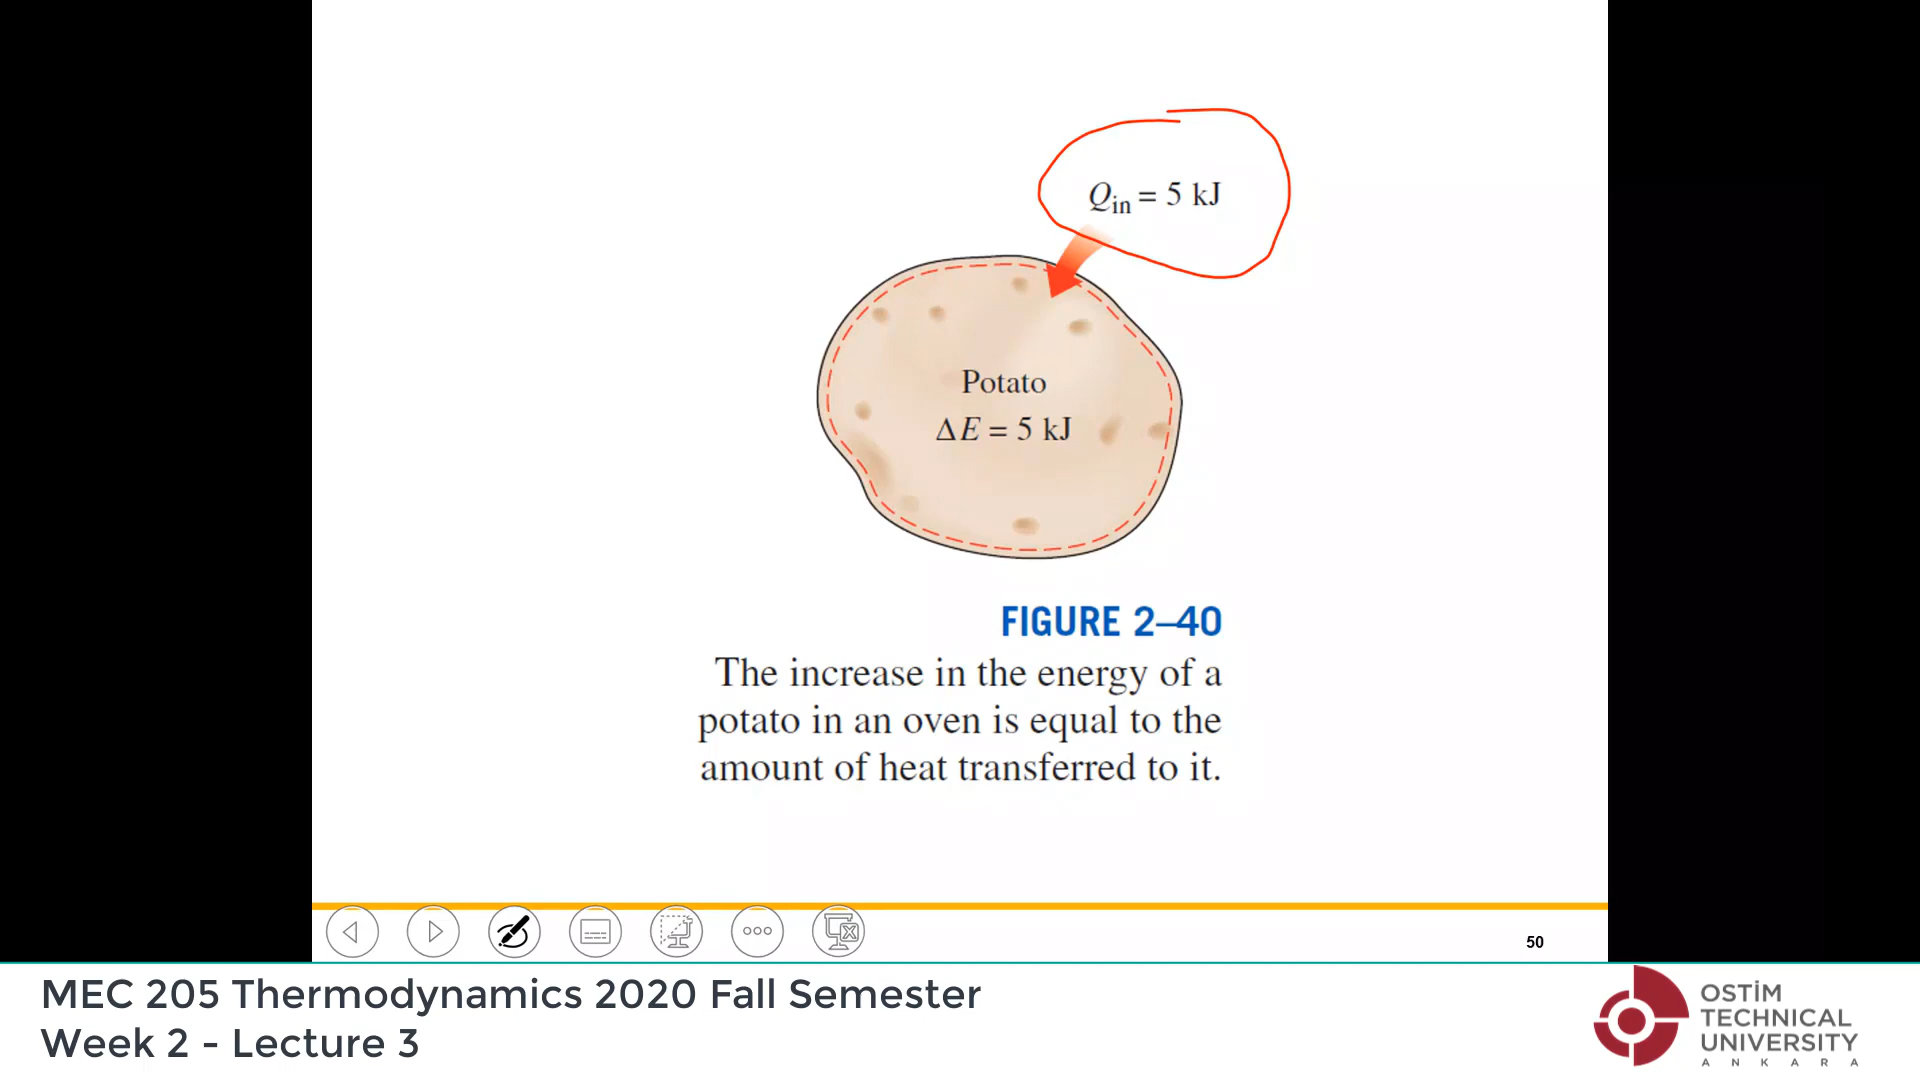 Qin = 5 kJ
Potato
ΔE = 5 kJ
FIGURE 2–40
The increase in the energy of a
potato in an oven is equal to the
amount of heat transferred to it.
50
MEC 205 Thermodynamics 2020 Fall Semester
Week 2 - Lecture 3
OSTİM
TECHNICAL
UNIVERSITY
ANKARA